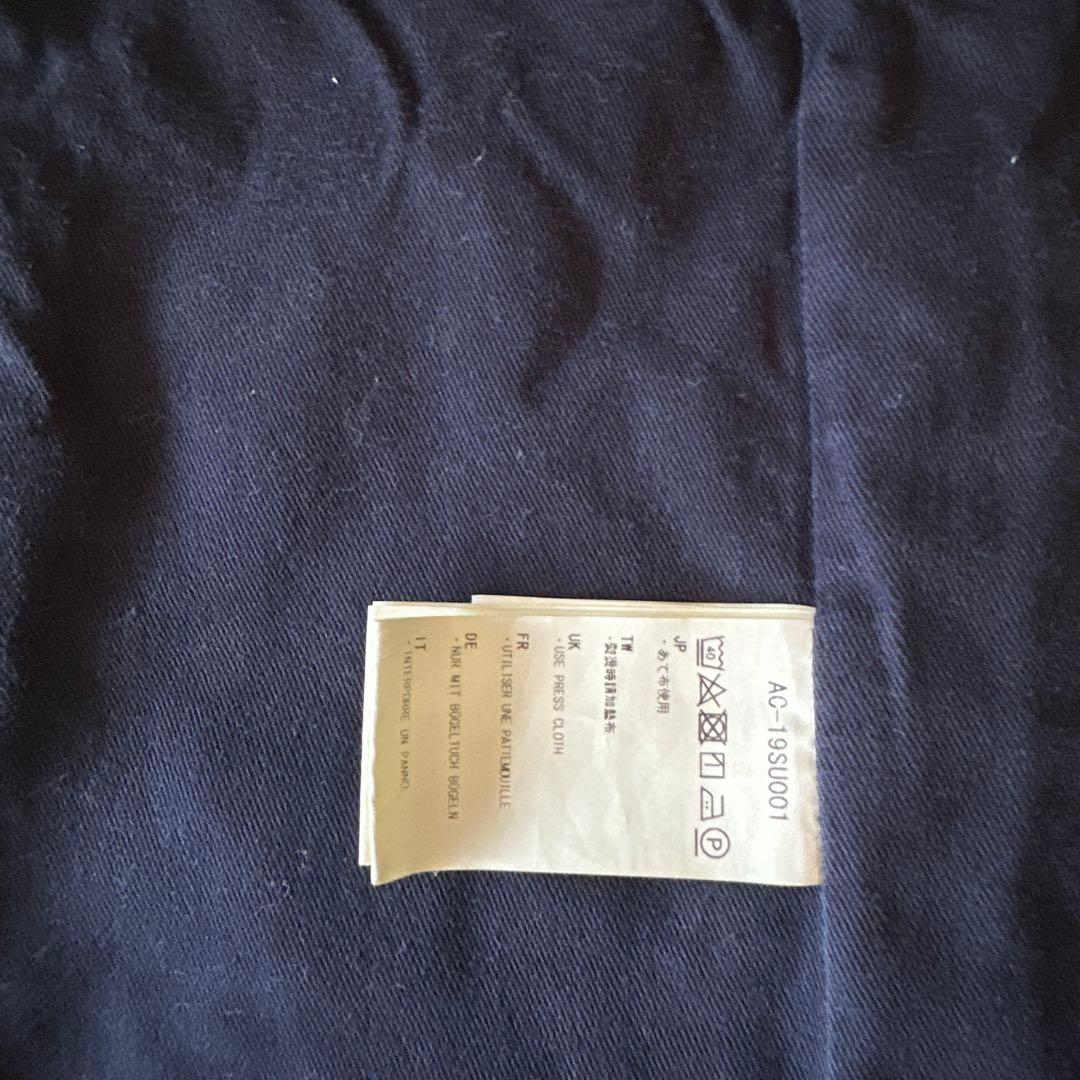 AC-19SU001
40
P
JP
・あて布使用
TW
・熨燙時請加墊布
UK
・USE PRESS CLOTH
FR
・UTILISER UNE PATTEMOUILLE
DE
・NUR MIT BÜGELTUCH BÜGELN
IT
・INTERPORRE UN PANNO.